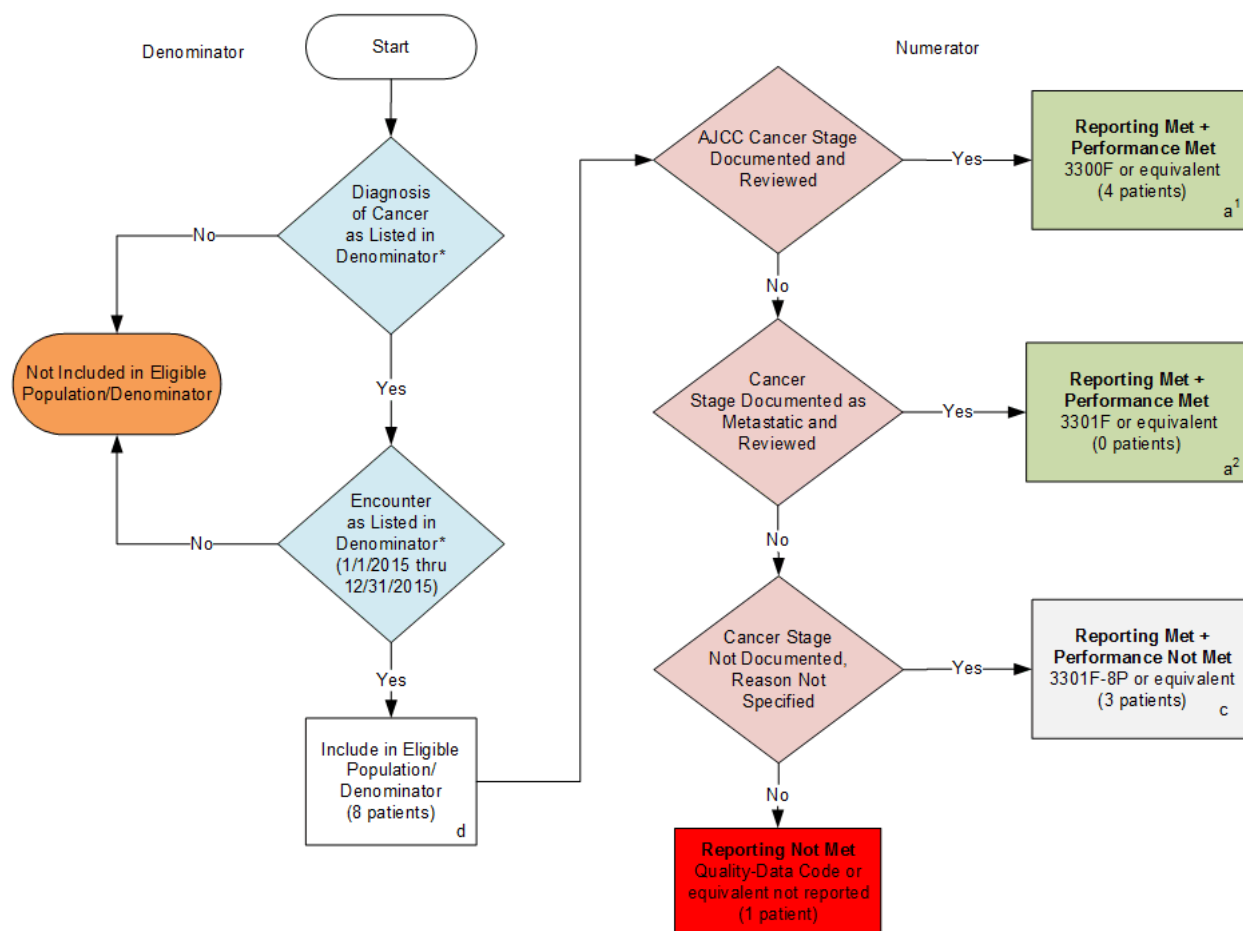 Denominator
Start
Numerator
Diagnosis
of Cancer
as Listed in
Denominator*
No
Yes
Not Included in Eligible
Population/Denominator
Encounter
as Listed in
Denominator*
(1/1/2015 thru
12/31/2015)
No
Yes
Include in Eligible
Population/
Denominator
(8 patients)
d
AJCC Cancer Stage
Documented and
Reviewed
Yes
Reporting Met +
Performance Met
3300F or equivalent
(4 patients)
a¹
No
Cancer
Stage Documented as
Metastatic and
Reviewed
Yes
Reporting Met +
Performance Met
3301F or equivalent
(0 patients)
a²
No
Cancer Stage
Not Documented,
Reason Not
Specified
Yes
Reporting Met +
Performance Not Met
3301F-8P or equivalent
(3 patients)
c
No
Reporting Not Met
Quality-Data Code or
equivalent not reported
(1 patient)